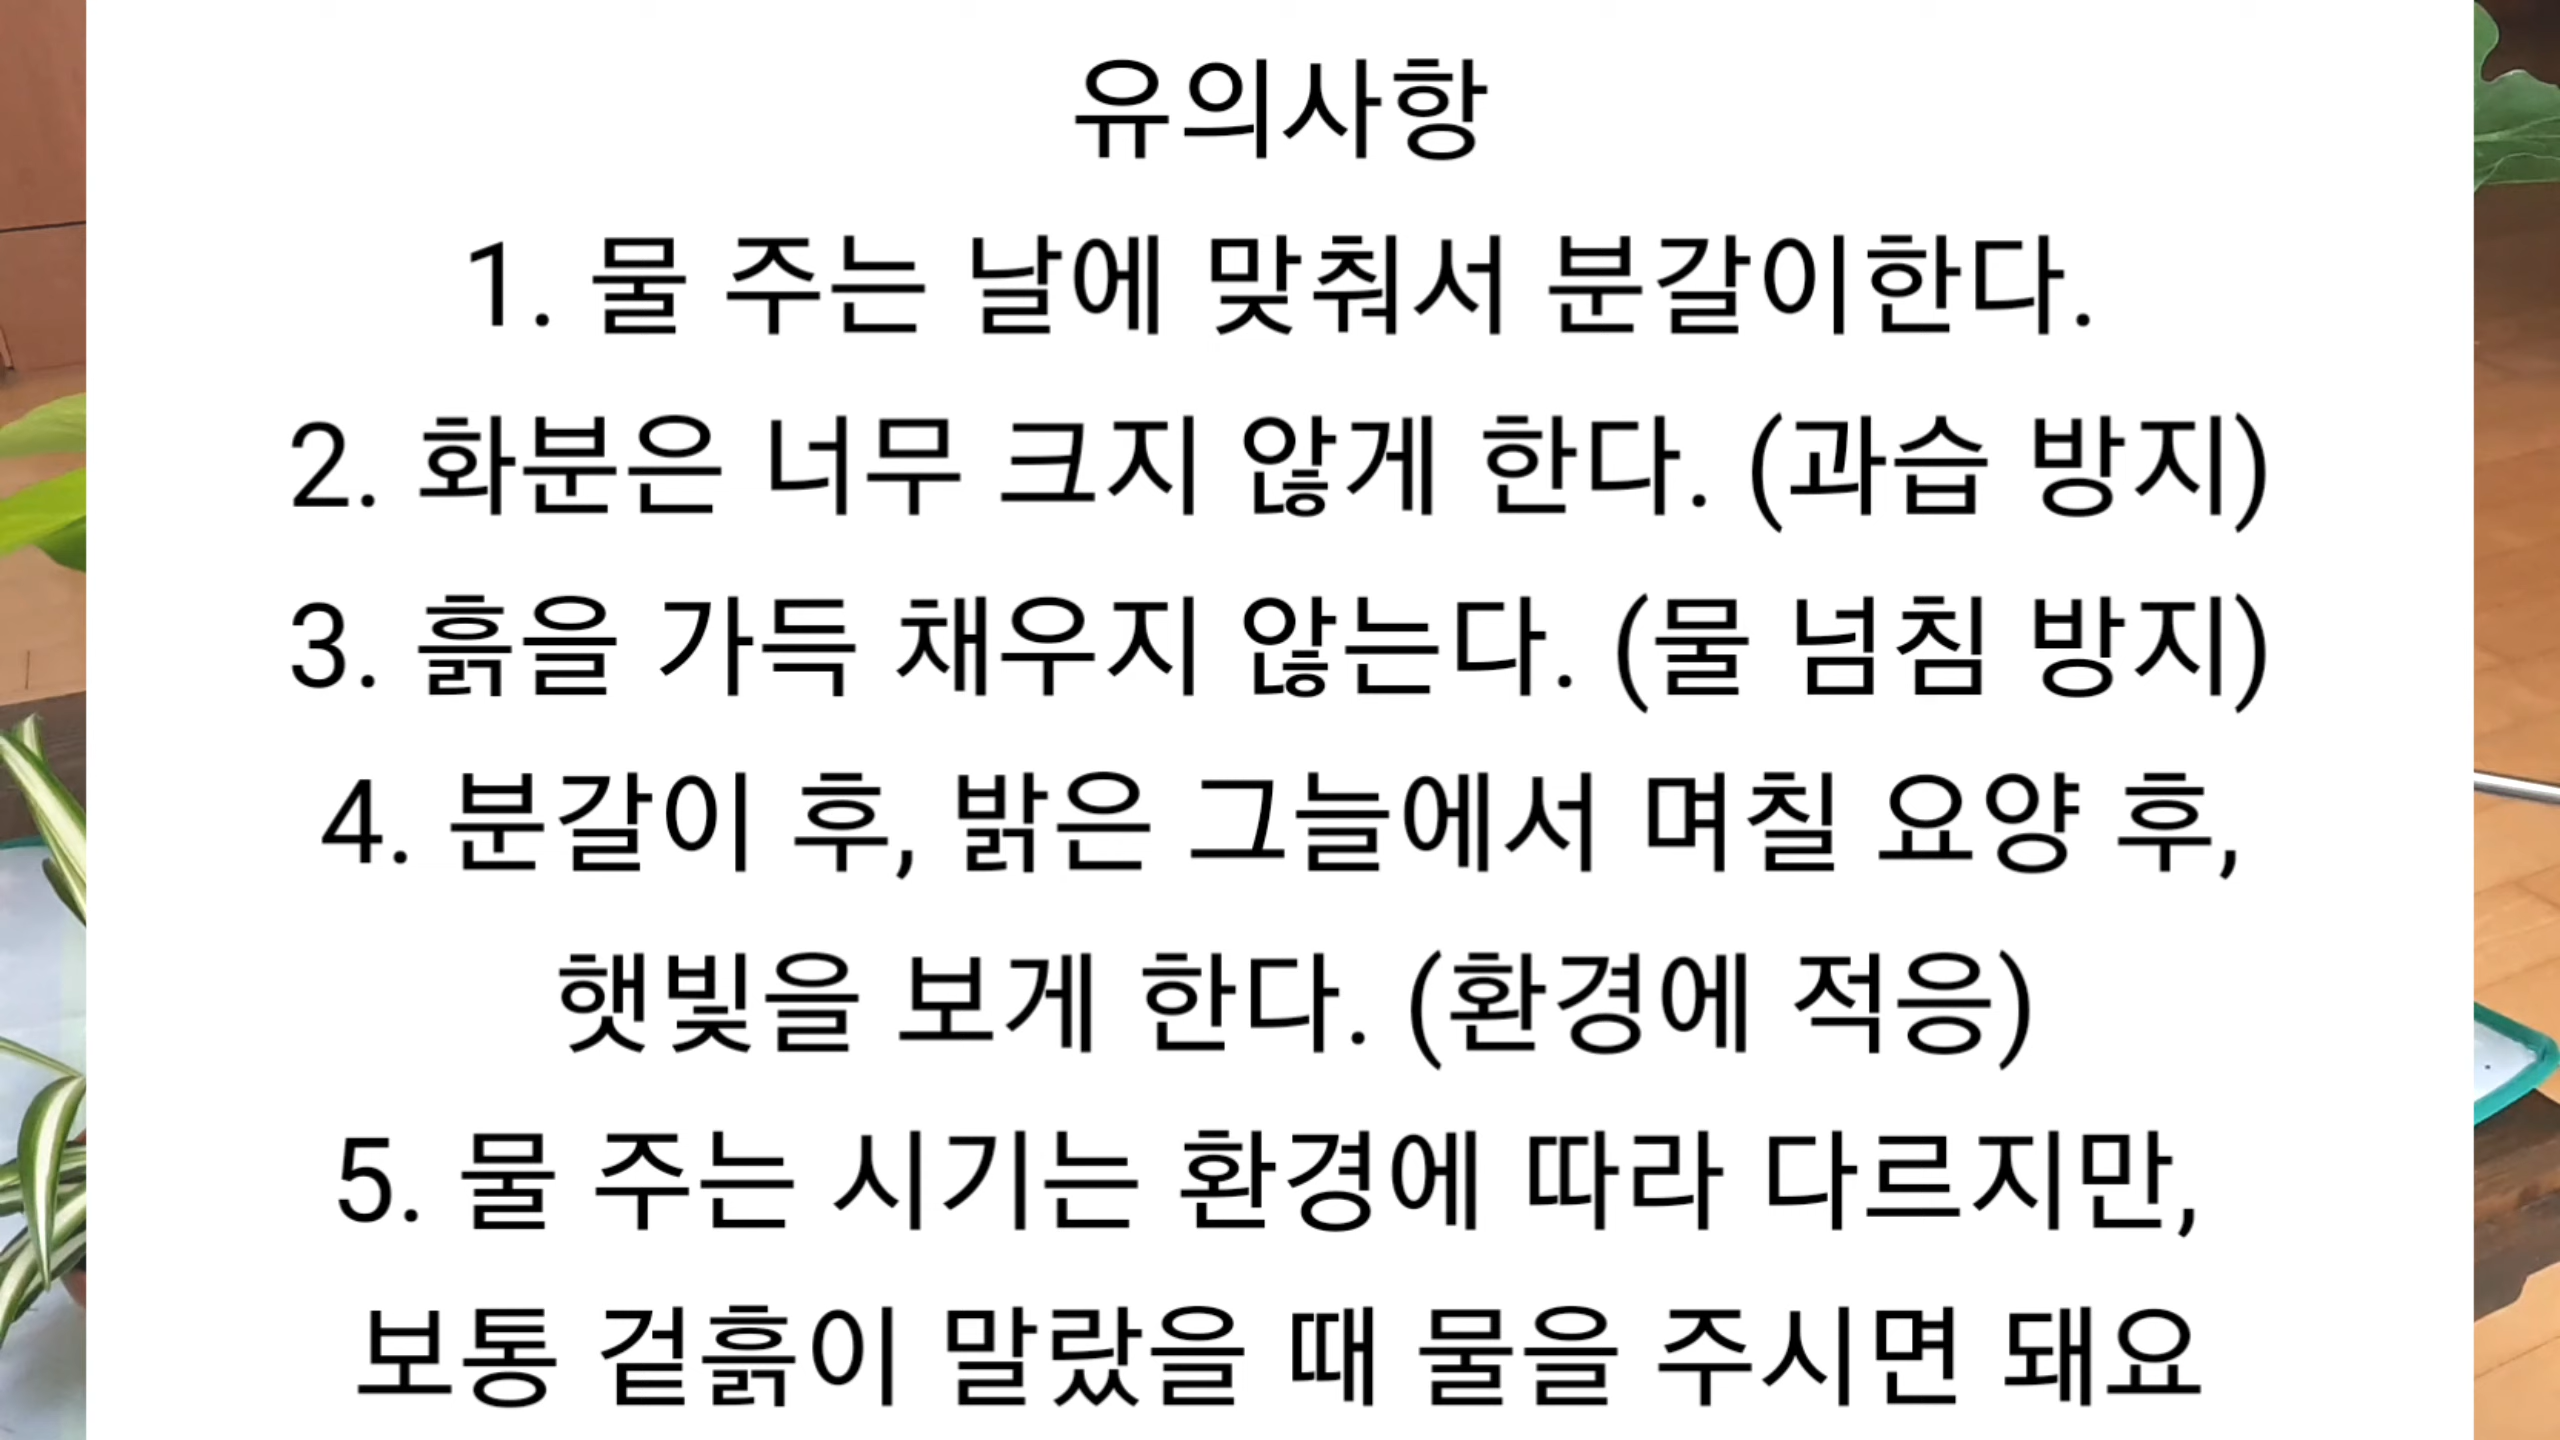 유의사항
1. 물 주는 날에 맞춰서 분갈이한다.
2. 화분은 너무 크지 않게 한다. (과습 방지)
3. 흙을 가득 채우지 않는다. (물 넘침 방지)
4. 분갈이 후, 밝은 그늘에서 며칠 요양 후,
햇빛을 보게 한다. (환경에 적응)
5. 물 주는 시기는 환경에 따라 다르지만,
보통 겉흙이 말랐을 때 물을 주시면 돼요